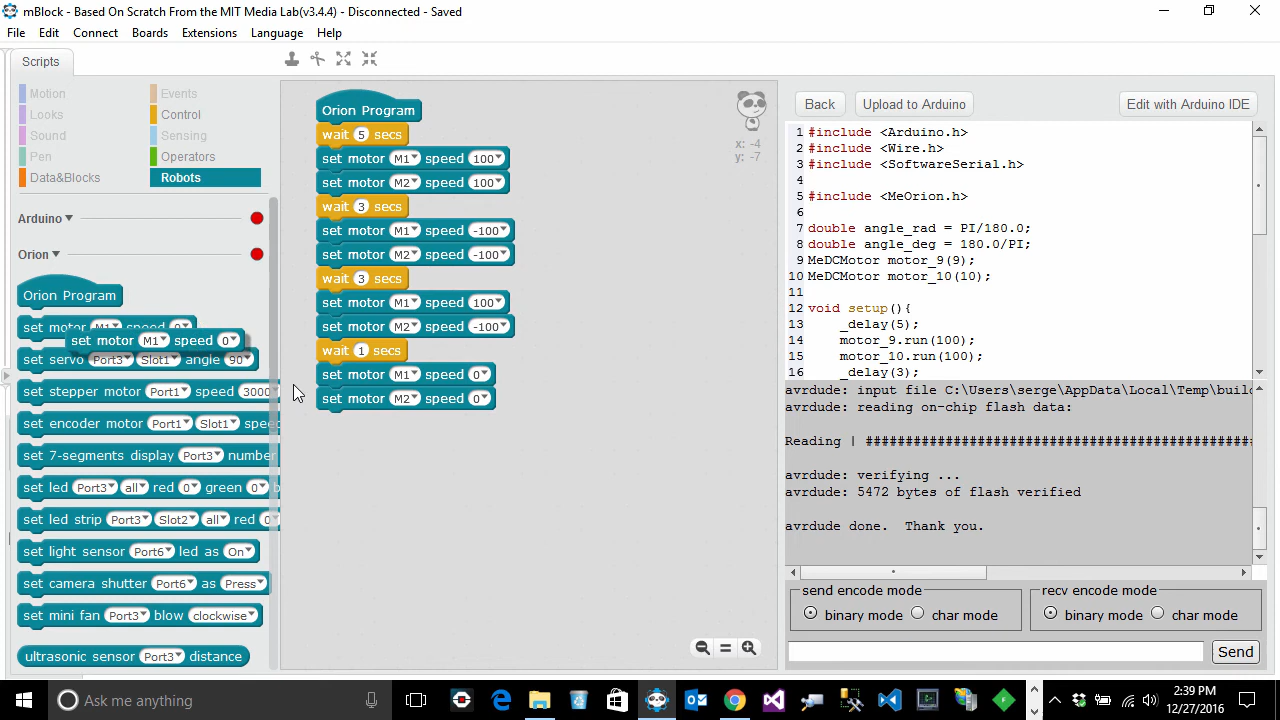 mBlock - Based On Scratch From the MIT Media Lab(v3.4.4) - Disconnected - Saved
File Edit Connect Boards Extensions Language Help
Scripts
Motion Events
Looks Control
Sound Sensing
Pen Operators
Data&Blocks Robots
Arduino
Orion
Orion Program
set motor M1 speed 0
set motor M1 speed 0
set servo Port3 Slot1 angle 90
set stepper motor Port1 speed 3000
set encoder motor Port1 Slot1 speed
set 7-segments display Port3 number
set led Port3 all red 0 green 0
set led strip Port3 Slot2 all red 0
set light sensor Port6 led as On
set camera shutter Port6 as Press
set mini fan Port3 blow clockwise
ultrasonic sensor Port3 distance
Orion Program
wait 5 secs
set motor M1 speed 100
set motor M2 speed 100
wait 3 secs
set motor M1 speed -100
set motor M2 speed -100
wait 3 secs
set motor M1 speed 100
set motor M2 speed -100
wait 1 secs
set motor M1 speed 0
set motor M2 speed 0
x: -4
y: -7
Back Upload to Arduino Edit with Arduino IDE
1 #include <Arduino.h>
2 #include <Wire.h>
3 #include <SoftwareSerial.h>
4
5 #include <MeOrion.h>
6
7 double angle_rad = PI/180.0;
8 double angle_deg = 180.0/PI;
9 MeDCMotor motor_9(9);
10 MeDCMotor motor_10(10);
11
12 void setup(){
13 _delay(5);
14 motor_9.run(100);
15 motor_10.run(100);
16 _delay(3);
avrdude: input file C:\Users\serge\AppData\Local\Temp\build
avrdude: reading on-chip flash data:
Reading | ################################################
avrdude: verifying ...
avrdude: 5472 bytes of flash verified
avrdude done. Thank you.
send encode mode recv encode mode
binary mode char mode binary mode char mode
Send
Ask me anything
2:39 PM
12/27/2016